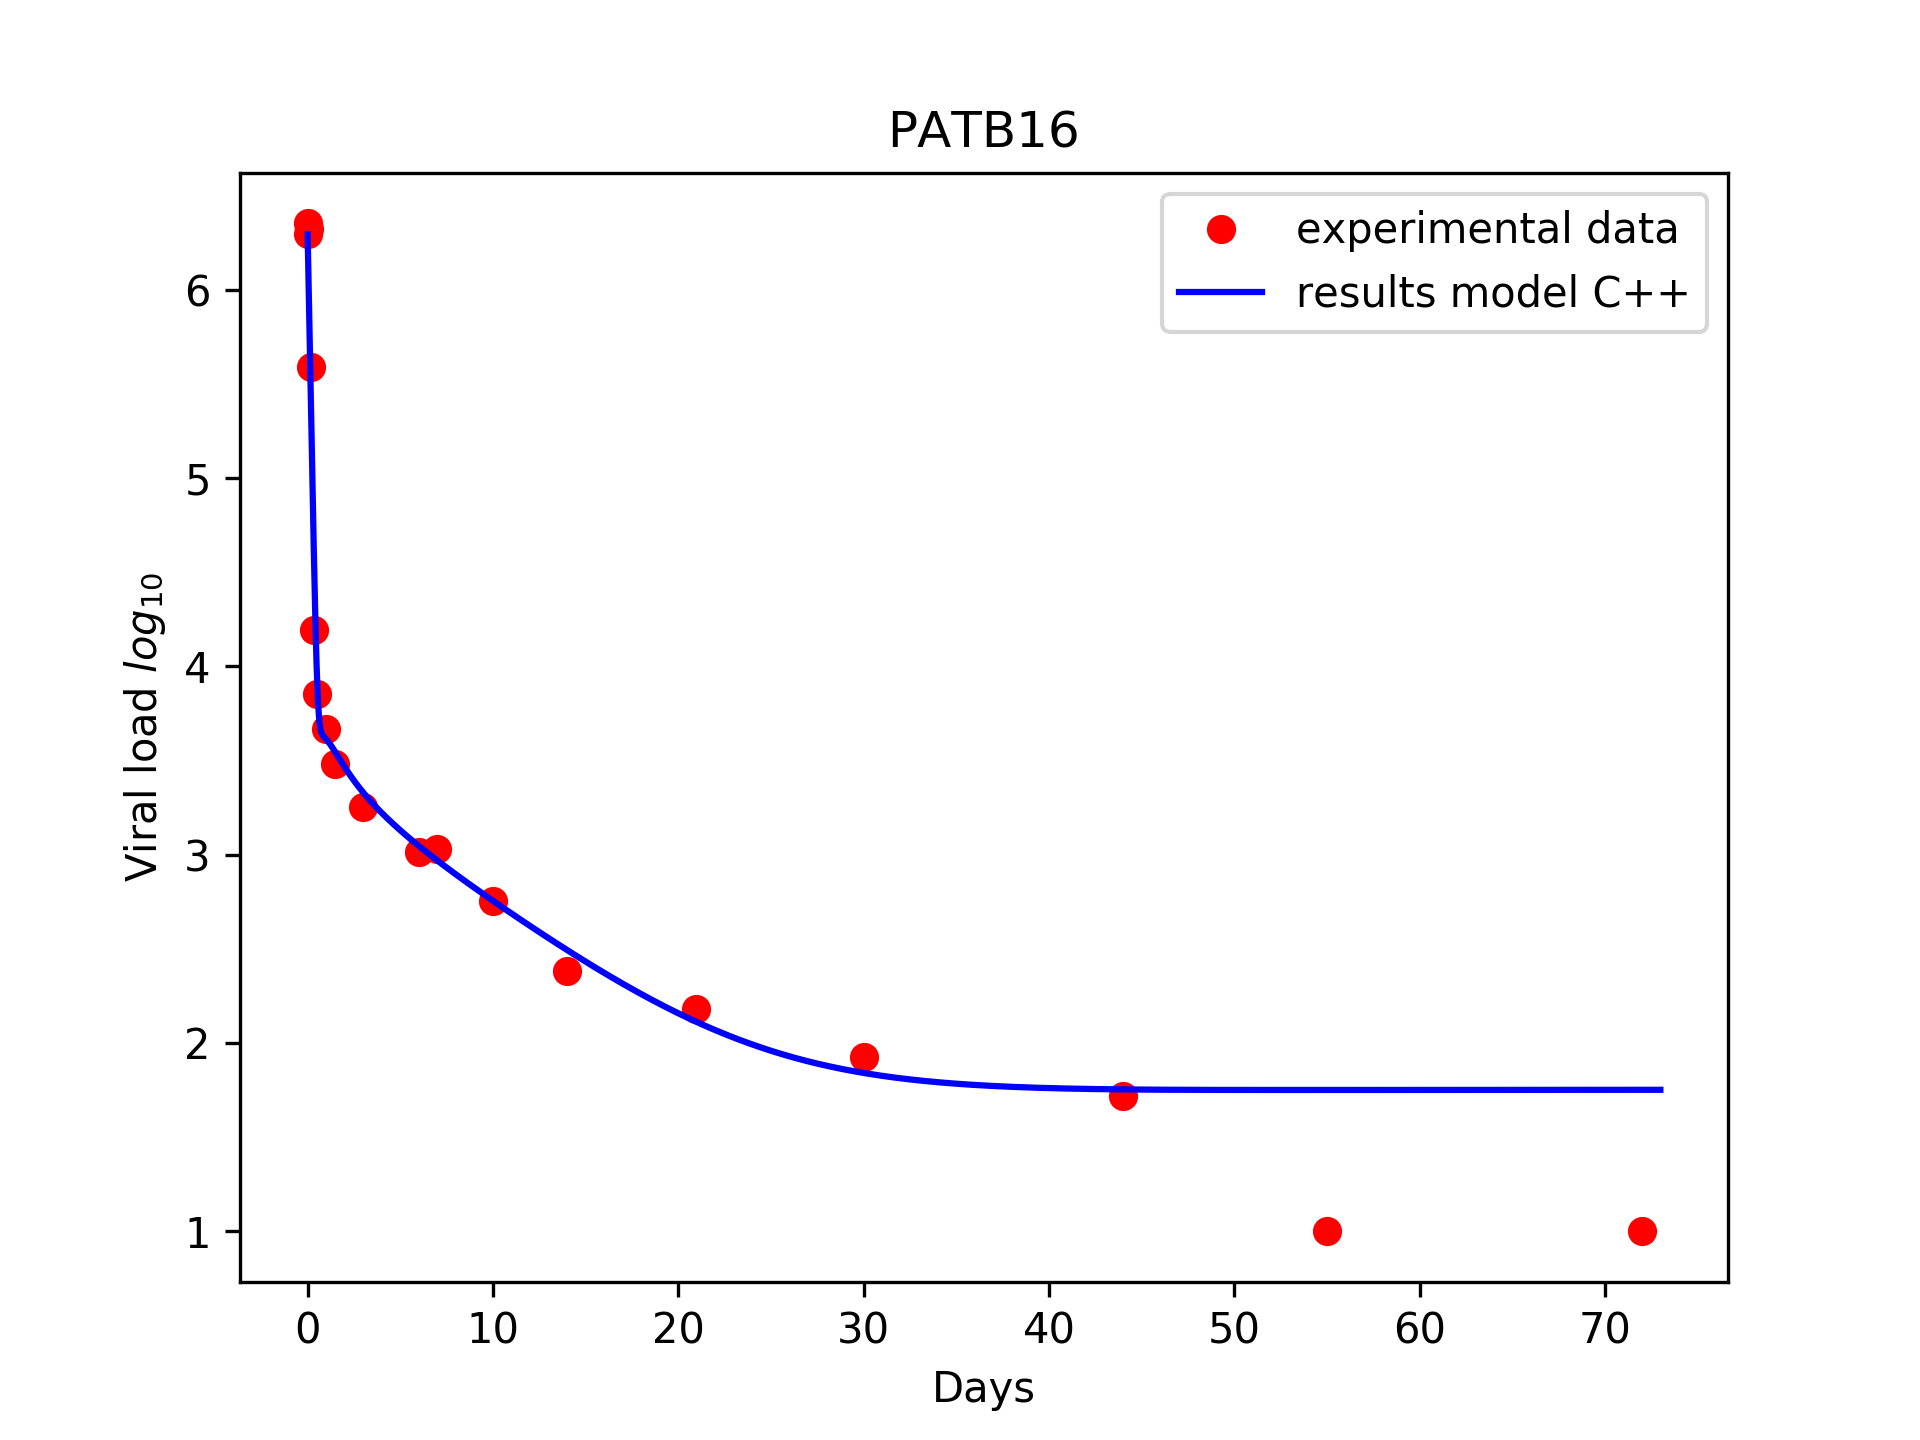 PATB16
experimental data
results model C++
Viral load log₁₀
6
5
4
3
2
1
0 10 20 30 40 50 60 70
Days